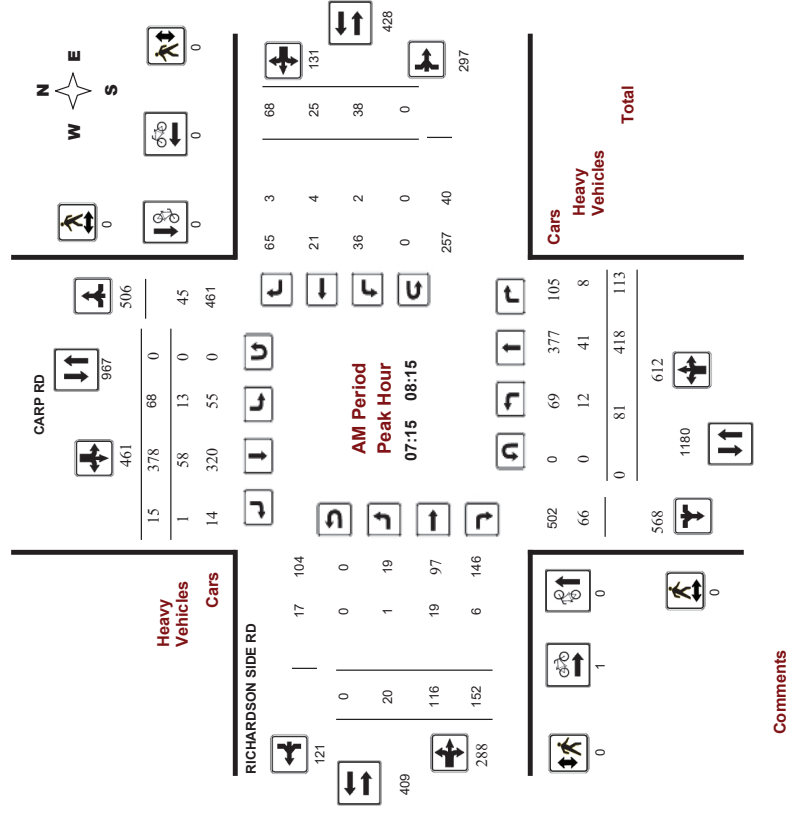 N
W E
S
0
0
0
0
CARP RD
967
461
506
15 378 68 0
1 58 13 0 45
14 320 55 0 461
Heavy
Vehicles
Cars
428
131
297
65 3 68
21 4 25
36 2 38
0 0 0
257 40
RICHARDSON SIDE RD
121
17 104
409
288
0 0 0
20 1 19
116 19 97
152 6 146
AM Period
Peak Hour
07:15 08:15
Cars
Heavy
Vehicles
Total
502 0 69 377 105
66 0 12 41 8
0 81 418 113
568
612
1180
0
1
0
0
Comments